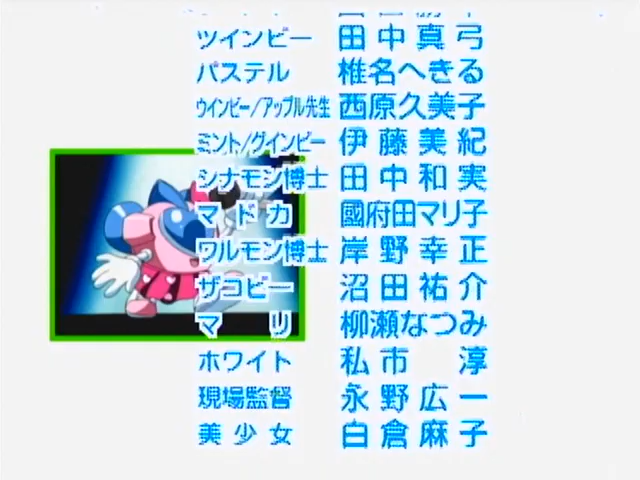 ツインビー 田中真弓
パステル 椎名へきる
ウインビー/アップル先生 西原久美子
ミント/グインビー 伊藤美紀
シナモン博士 田中和実
マドカ 國府田マリ子
ワルモン博士 岸野幸正
ザコビー 沼田祐介
マリ 柳瀬なつみ
ホワイト 私市淳
現場監督 永野広一
美少女 白倉麻子